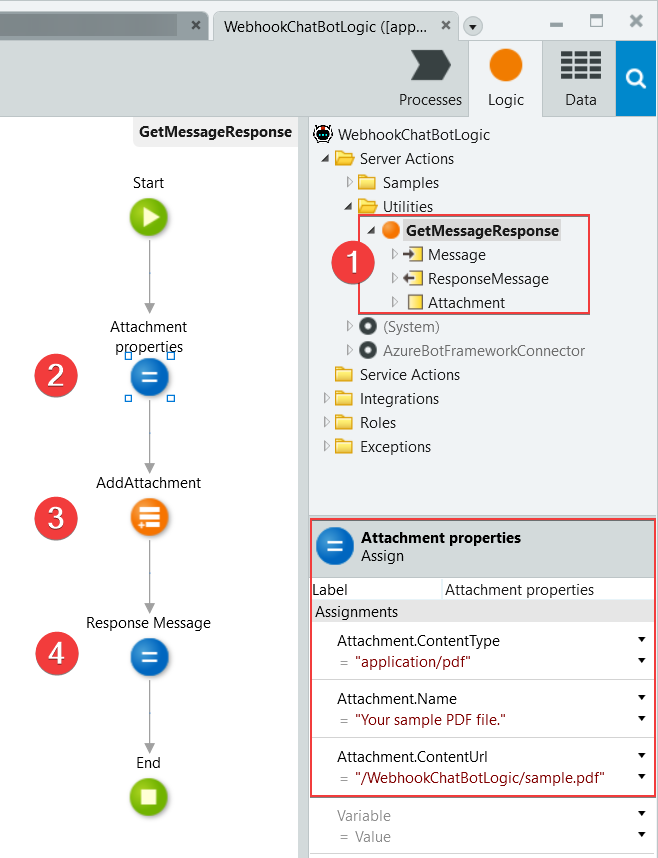 WebhookChatBotLogic ([app...
Processes
Logic
Data
GetMessageResponse
Start
Attachment
properties
2
AddAttachment
3
Response Message
4
End
WebhookChatBotLogic
Server Actions
Samples
Utilities
1
GetMessageResponse
Message
ResponseMessage
Attachment
(System)
AzureBotFrameworkConnector
Service Actions
Integrations
Roles
Exceptions
Attachment properties
Assign
Label Attachment properties
Assignments
Attachment.ContentType
= "application/pdf"
Attachment.Name
= "Your sample PDF file."
Attachment.ContentUrl
= "/WebhookChatBotLogic/sample.pdf"
Variable
= Value